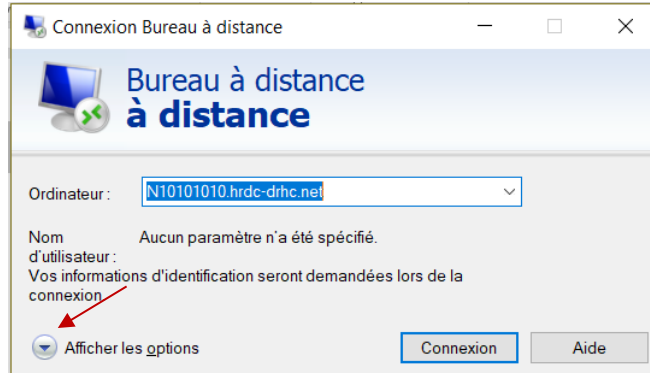 Connexion Bureau à distance
Bureau à distance
à distance
Ordinateur :
N10101010.hrdc-drhc.net
Nom d'utilisateur :
Aucun paramètre n'a été spécifié.
Vos informations d'identification seront demandées lors de la
connexion.
Afficher les options
Connexion
Aide